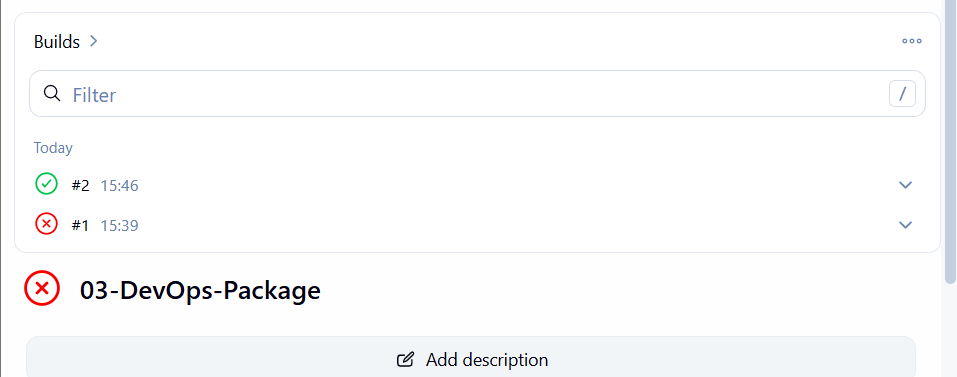 Builds
Filter /
Today
#2 15:46
#1 15:39
03-DevOps-Package
Add description